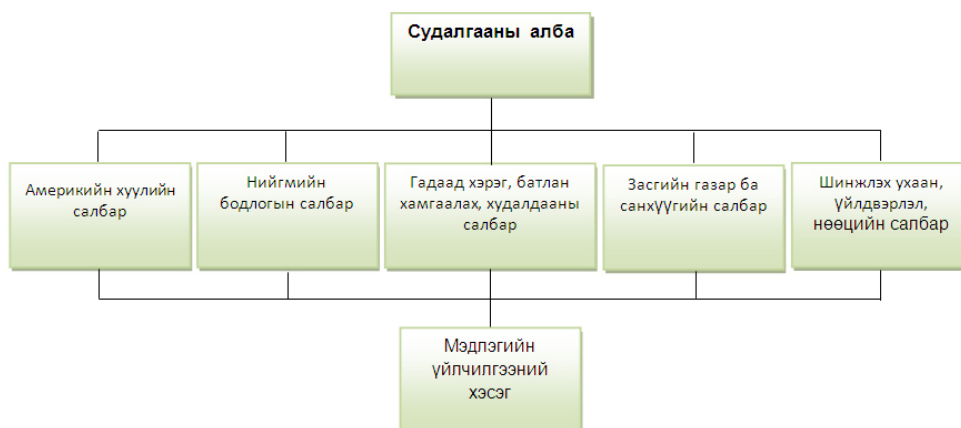 Судалгааны алба
Америкийн хуулийн
салбар
Нийгмийн
бодлогын салбар
Гадаад хэрэг, батлан
хамгаалах, худалдааны
салбар
Засгийн газар ба
санхүүгийн салбар
Шинжлэх ухаан,
үйлдвэрлэл,
нөөцийн салбар
Мэдлэгийн
үйлчилгээний
хэсэг